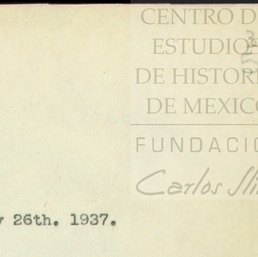 CENTRO D
ESTUDIO
DE HISTOR
DE MEXICO
FUNDACIO
Carlos Sli
26th. 1937.